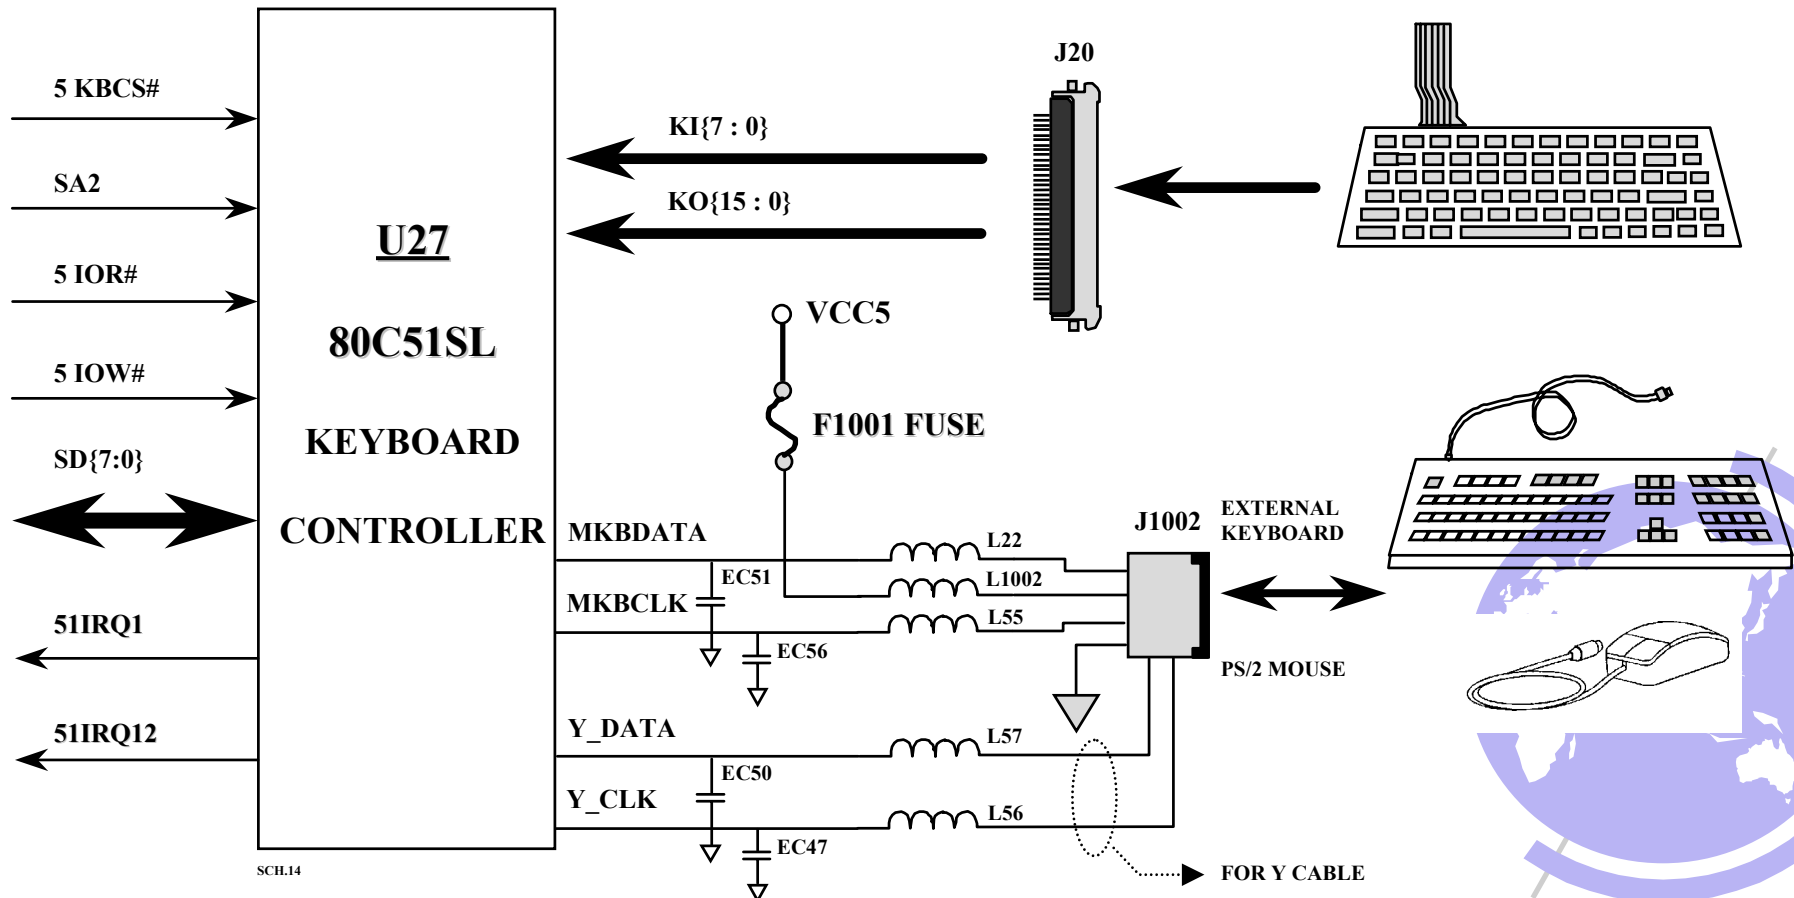 J20
5 KBCS#
KI{7 : 0}
SA2
KO{15 : 0}
U27
5 IOR#
VCC5
80C51SL
5 IOW#
F1001 FUSE
KEYBOARD
SD{7:0}
CONTROLLER
MKBDATA
J1002
EXTERNAL
KEYBOARD
L22
EC51
L1002
MKBCLK
L55
51IRQ1
EC56
PS/2 MOUSE
51IRQ12
Y_DATA
L57
EC50
Y_CLK
L56
EC47
SCH.14
FOR Y CABLE